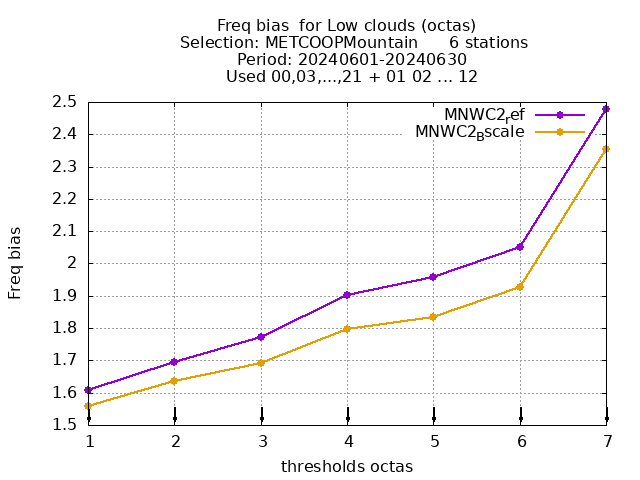 Freq bias  for Low clouds (octas)
Selection: METCOOPMountain      6 stations
Period: 20240601-20240630
Used 00,03,...,21 + 01 02 ... 12
MNWC2ref
MNWC2Bscale
2.5
2.4
2.3
2.2
2.1
2
1.9
1.8
1.7
1.6
1.5
Freq bias
1 2 3 4 5 6 7
thresholds octas